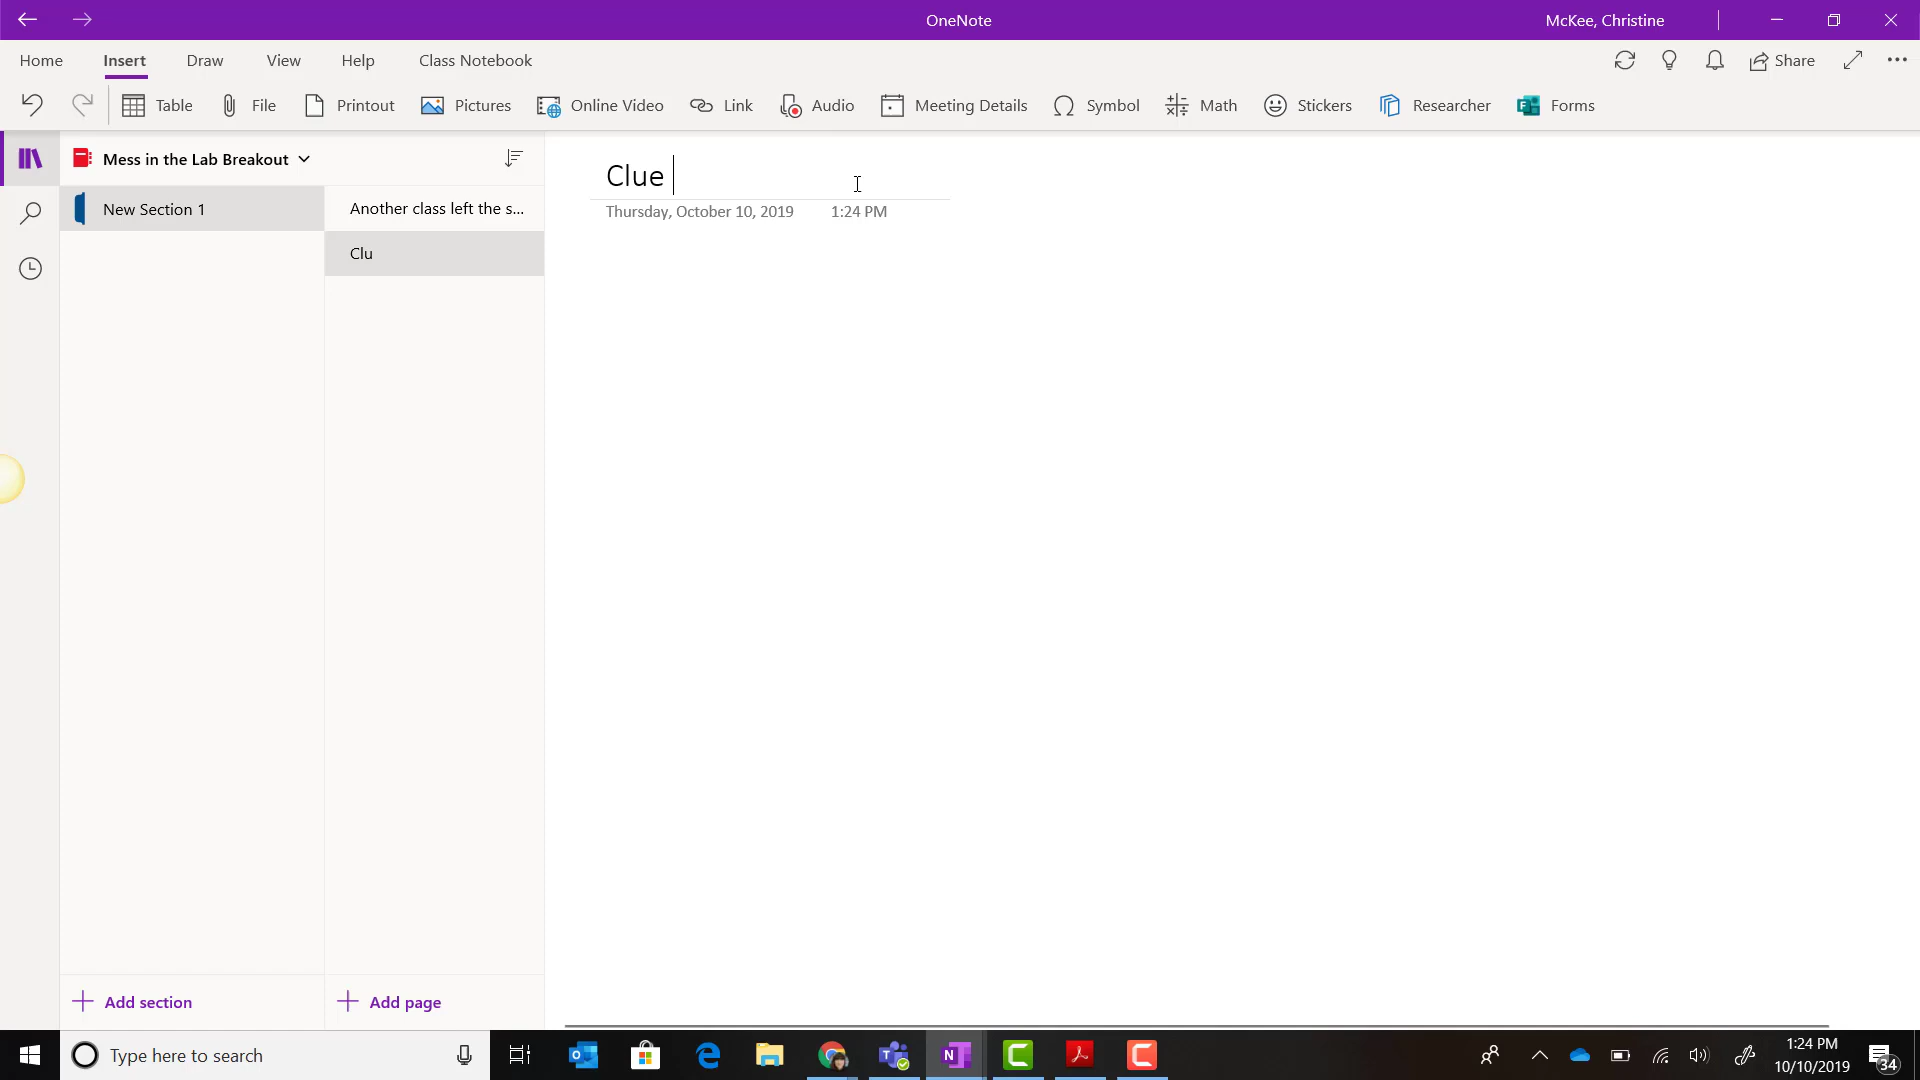 OneNote
McKee, Christine
Home Insert Draw View Help Class Notebook Share
Table File Printout Pictures Online Video Link Audio Meeting Details Symbol Math Stickers Researcher Forms
Mess in the Lab Breakout
New Section 1
Another class left the s...
Clu
Clue
Thursday, October 10, 2019 1:24 PM
Add section
Add page
Type here to search
1:24 PM
10/10/2019
34